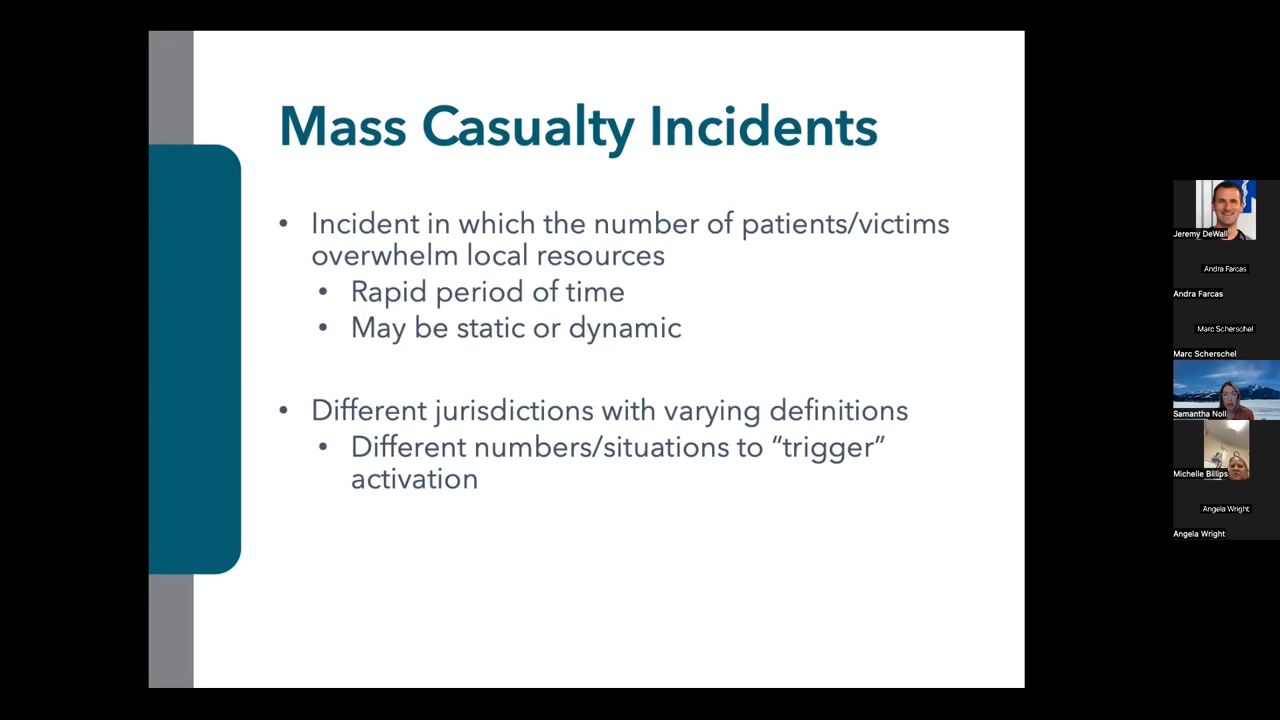 Mass Casualty Incidents
• Incident in which the number of patients/victims
overwhelm local resources
• Rapid period of time
• May be static or dynamic
• Different jurisdictions with varying definitions
• Different numbers/situations to “trigger”
activation
Jeremy DeWall
Andra Farcas
Andra Farcas
Marc Scherschel
Marc Scherschel
Samantha Noll
Michelle Billips
Angela Wright
Angela Wright